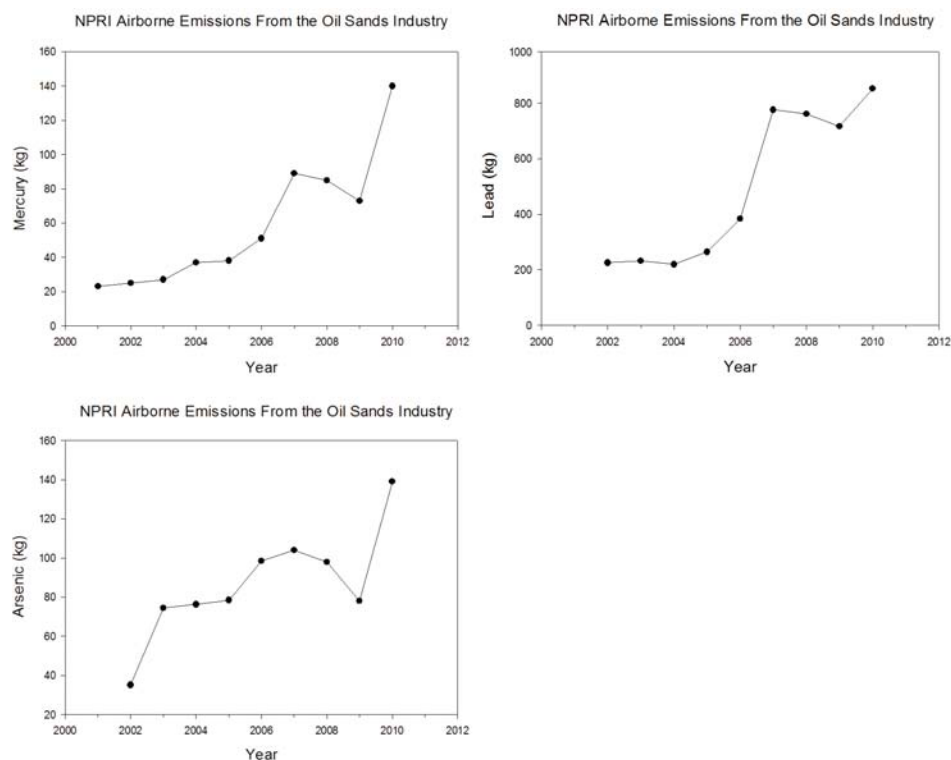 NPRI Airborne Emissions From the Oil Sands Industry
160
140
120
100
80
60
40
20
0
Mercury (kg)
2000 2002 2004 2006 2008 2010 2012
Year
NPRI Airborne Emissions From the Oil Sands Industry
1000
800
600
400
200
0
Lead (kg)
2000 2002 2004 2006 2008 2010 2012
Year
NPRI Airborne Emissions From the Oil Sands Industry
160
140
120
100
80
60
40
20
Arsenic (kg)
2000 2002 2004 2006 2008 2010 2012
Year